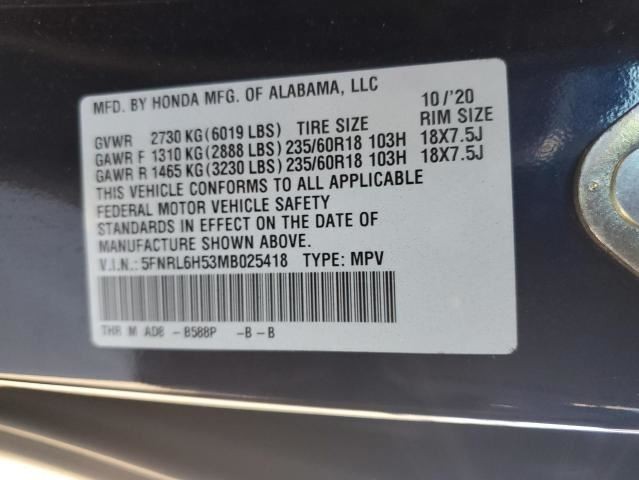 MFD. BY HONDA MFG. OF ALABAMA, LLC 10/'20
GVWR 2730 KG (6019 LBS) TIRE SIZE RIM SIZE
GAWR F 1310 KG (2888 LBS) 235/60R18 103H 18X7.5J
GAWR R 1465 KG (3230 LBS) 235/60R18 103H 18X7.5J
THIS VEHICLE CONFORMS TO ALL APPLICABLE
FEDERAL MOTOR VEHICLE SAFETY
STANDARDS IN EFFECT ON THE DATE OF
MANUFACTURE SHOWN ABOVE.
V.I.N.: 5FNRL6H53MB025418 TYPE: MPV
THR M AD8 -B588P -B-B